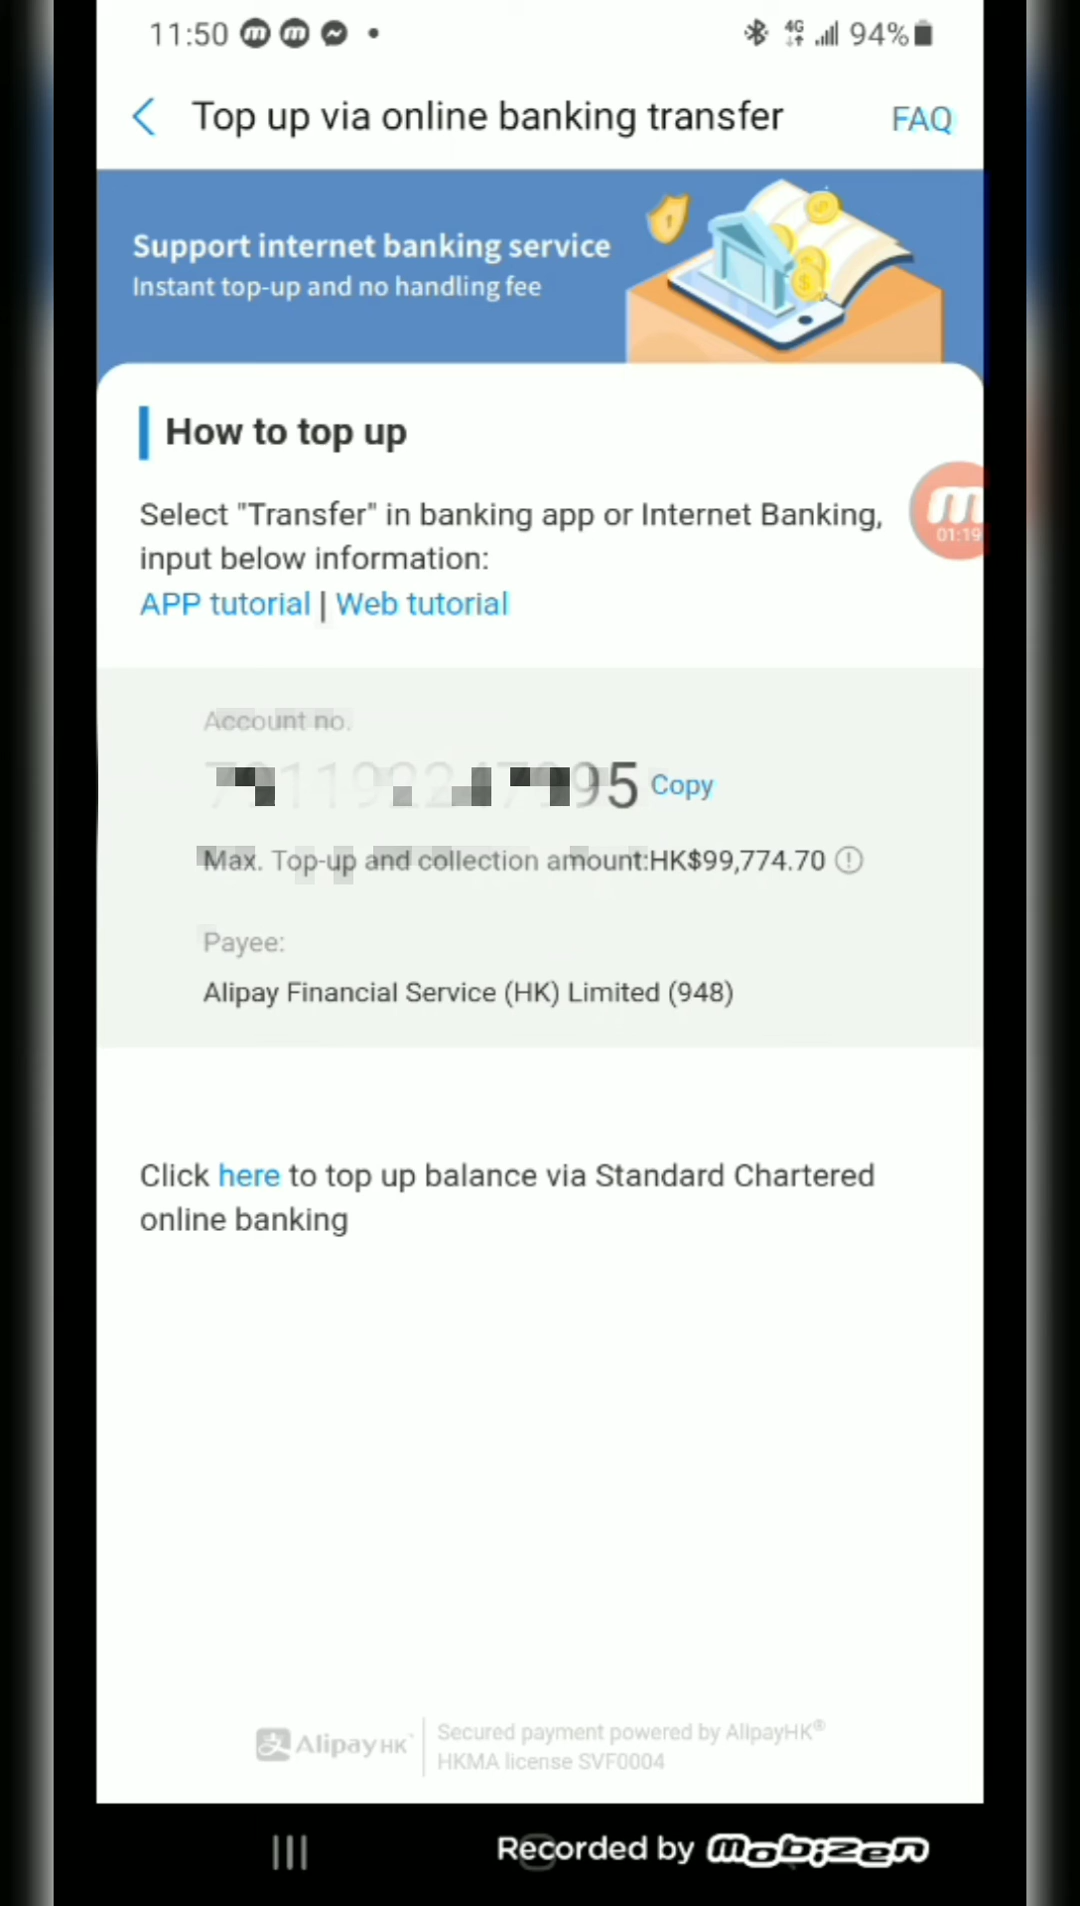 11:50
4G 94%
Top up via online banking transfer FAQ
Support internet banking service
Instant top-up and no handling fee
How to top up
Select "Transfer" in banking app or Internet Banking,
input below information:
APP tutorial | Web tutorial
01:19
Account no.
Copy
Max. Top-up and collection amount:HK$99,774.70
Payee:
Alipay Financial Service (HK) Limited (948)
Click here to top up balance via Standard Chartered
online banking
AlipayHK
Secured payment powered by AlipayHK®
HKMA license SVF0004
Recorded by mobizen